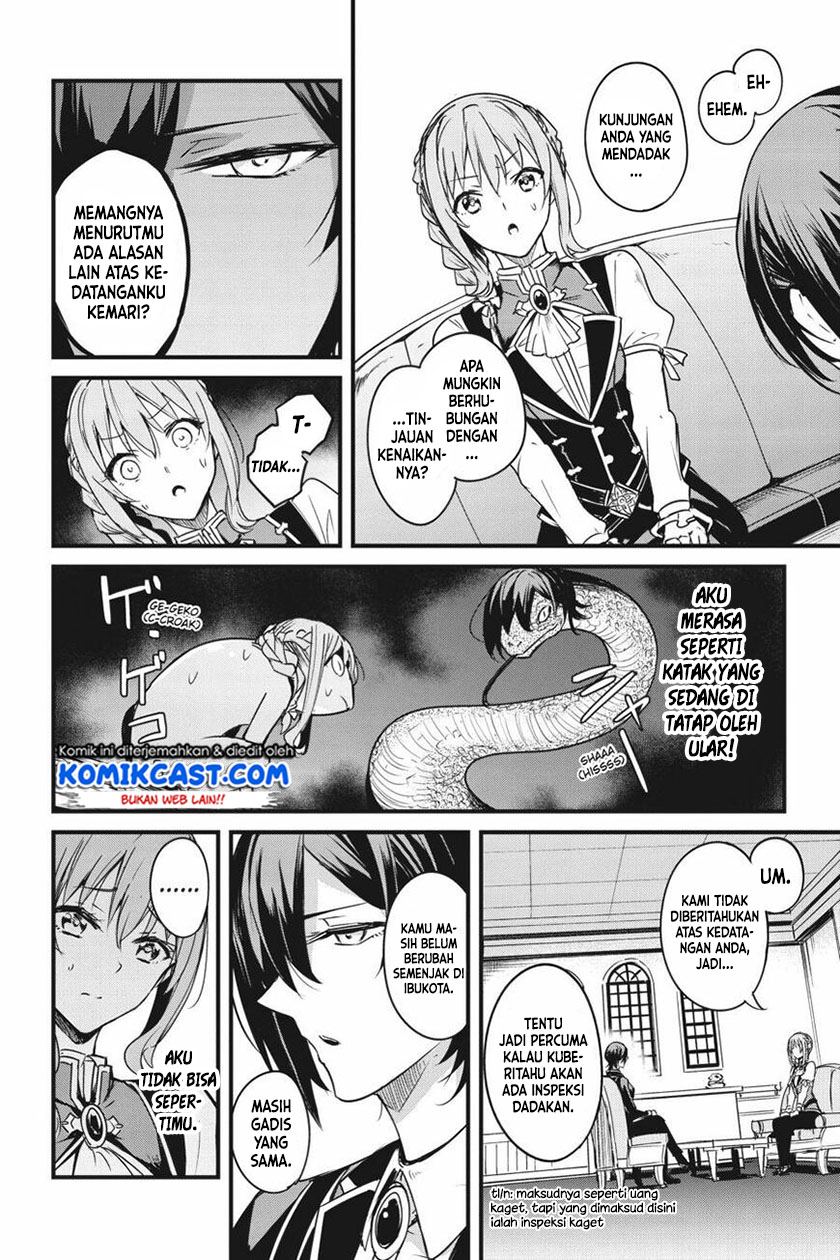 EH-
EHEM.
KUNJUNGAN
ANDA YANG
MENDADAK
...
APA
MUNGKIN
BERHU-
BUNGAN
DENGAN
...
...TIN-
JAUAN
KENAIKAN-
NYA?
MEMANGNYA
MENURUTMU
ADA ALASAN
LAIN ATAS KE-
DATANGANKU
KEMARI?
T-
TIDAK...
AKU
MERASA
SEPERTI
KATAK YANG
SEDANG DI
TATAP OLEH
ULAR!
SHAAA
(HISSSS)
ゲコ
GE-GEKO
(C-CROAK)
Komik ini diterjemahkan & diedit oleh
KOMIKCAST.COM
BUKAN WEB LAIN!!
UM.
KAMI TIDAK
DIBERITAHUKAN
ATAS KEDATA-
NGAN ANDA,
JADI...
TENTU
JADI PERCUMA
KALAU KUBE-
RITAHU AKAN
ADA INSPEKSI
DADAKAN.
tl/n: maksudnya seperti uang
kaget, tapi yang dimaksud disini
ialah inspeksi kaget
KAMU MA-
SIH BELUM
BERUBAH
SEMENJAK DI
IBUKOTA.
MASIH
GADIS
YANG
SAMA.
......
AKU
TIDAK BISA
SEPER-
TIMU.